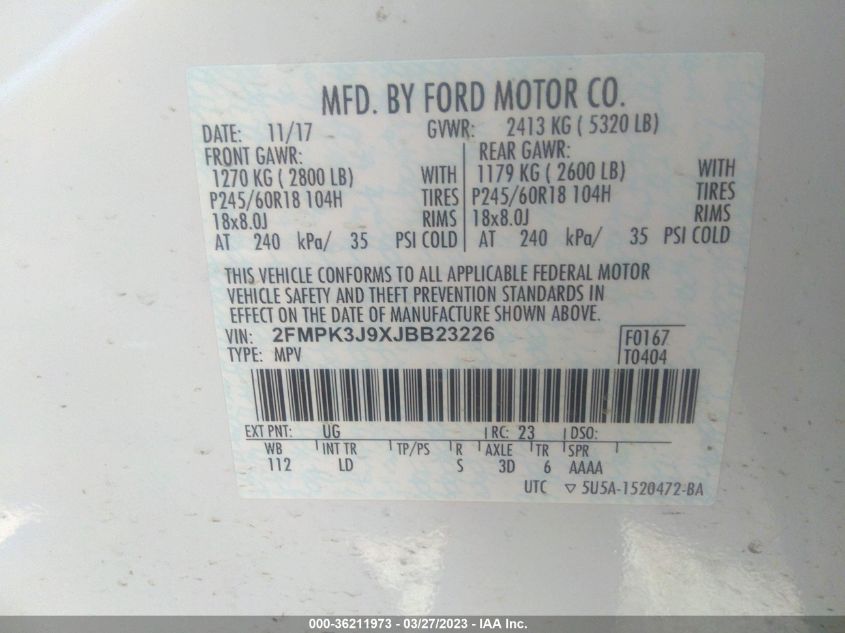 MFD. BY FORD MOTOR CO.
DATE: 11/17 GVWR: 2413 KG ( 5320 LB)
FRONT GAWR: REAR GAWR:
1270 KG ( 2800 LB) WITH 1179 KG ( 2600 LB) WITH
P245/60R18 104H TIRES P245/60R18 104H TIRES
18x8.0J RIMS 18x8.0J RIMS
AT 240 kPa/ 35 PSI COLD AT 240 kPa/ 35 PSI COLD
THIS VEHICLE CONFORMS TO ALL APPLICABLE FEDERAL MOTOR
VEHICLE SAFETY AND THEFT PREVENTION STANDARDS IN
EFFECT ON THE DATE OF MANUFACTURE SHOWN ABOVE.
VIN: 2FMPK3J9XJBB23226 F0167
TYPE: MPV T0404
EXT PNT: UG RC: 23 DSO:
WB INT TR TP/PS R AXLE TR SPR
112 LD S 3D 6 AAAA
UTC ▽ 5U5A-1520472-BA
000-36211973 - 03/27/2023 - IAA Inc.